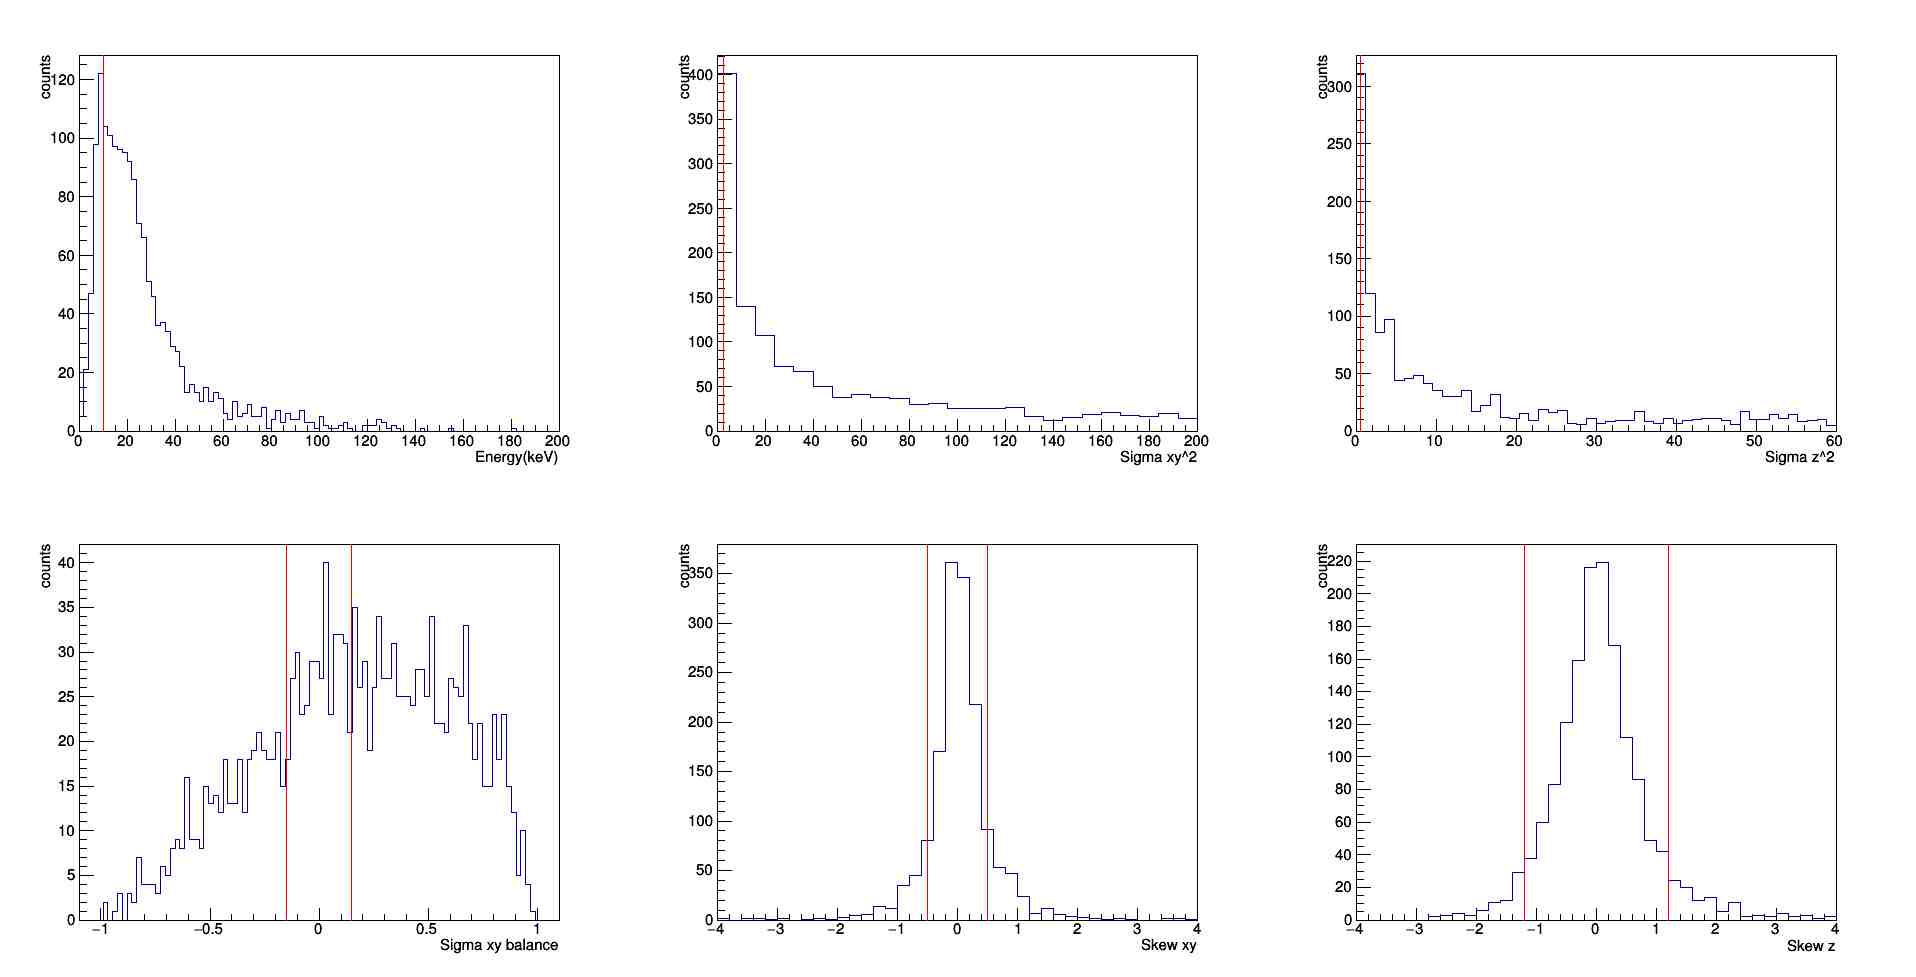 counts
120
100
80
60
40
20
0
0 20 40 60 80 100 120 140 160 180 200
Energy(keV)
counts
400
350
300
250
200
150
100
50
0
0 20 40 60 80 100 120 140 160 180 200
Sigma xy^2
counts
300
250
200
150
100
50
0
0 10 20 30 40 50 60
Sigma z^2
counts
40
35
30
25
20
15
10
5
0
−1 −0.5 0 0.5 1
Sigma xy balance
counts
350
300
250
200
150
100
50
0
−4 −3 −2 −1 0 1 2 3 4
Skew xy
counts
220
200
180
160
140
120
100
80
60
40
20
0
−4 −3 −2 −1 0 1 2 3 4
Skew z